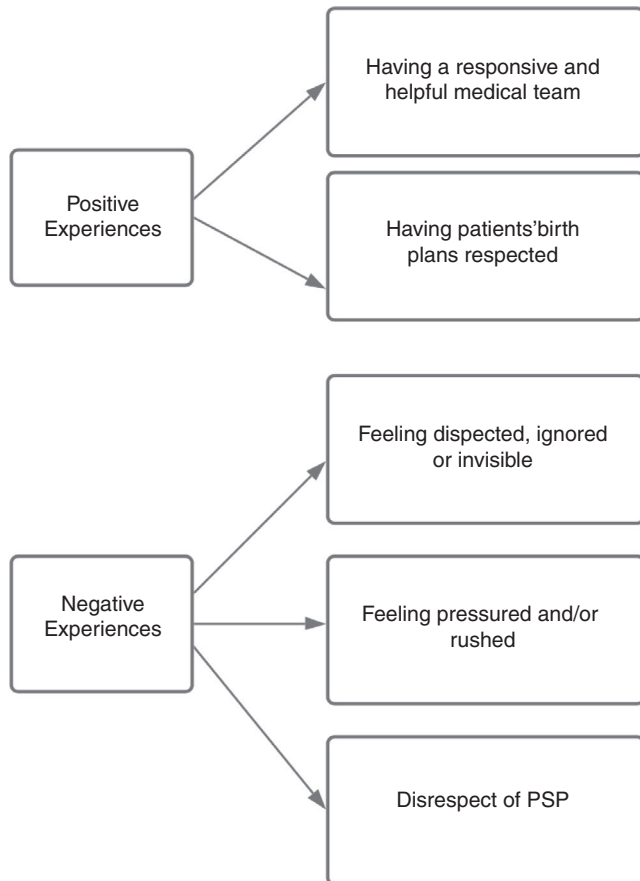 Having a responsive and
helpful medical team
Positive
Experiences
Having patients'birth
plans respected
Feeling dispected, ignored
or invisible
Negative
Experiences
Feeling pressured and/or
rushed
Disrespect of PSP